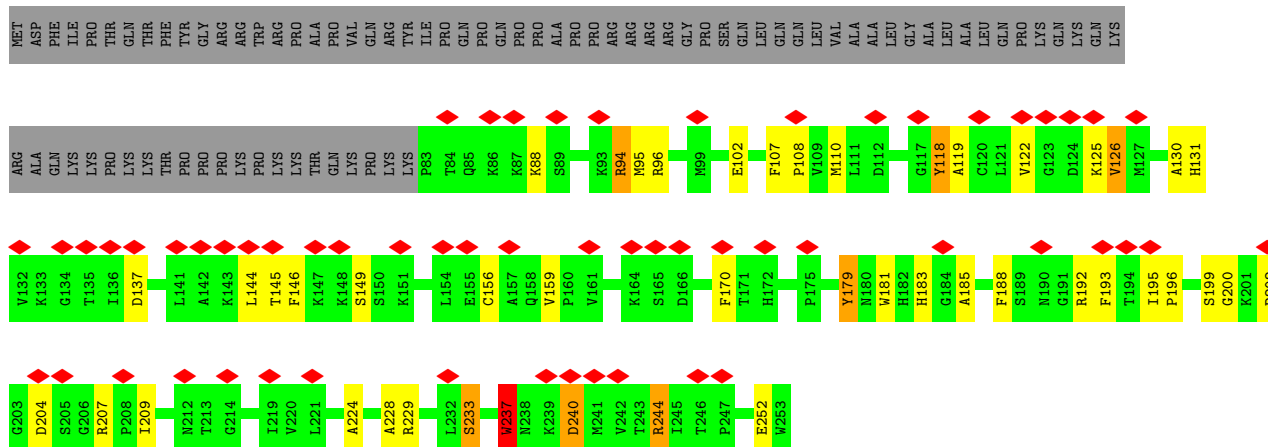 MET ASP PHE ILE PRO THR GLN THR PHE TYR GLY ARG ARG TRP ARG PRO ALA PRO VAL GLN ARG TYR ILE PRO GLN PRO GLN PRO PRO ALA PRO PRO ARG ARG ARG ARG GLY PRO SER GLN LEU GLN GLN LEU VAL ALA ALA LEU GLY ALA LEU ALA LEU GLN PRO LYS GLN LYS GLN LYS
ARG ALA GLN LYS LYS PRO LYS LYS THR PRO PRO PRO LYS PRO LYS LYS THR GLN LYS PRO LYS LYS P83 T84 Q85 K86 K87 K88 S89 K93 R94 M95 R96 M99 E102 F107 P108 V109 M110 L111 D112 G117 Y118 A119 C120 L121 V122 G123 D124 K125 V126 M127 A130 H131
V132 K133 G134 T135 I136 D137 L141 A142 K143 L144 T145 F146 K147 K148 S149 S150 K151 L154 E155 C156 A157 Q158 V159 P160 V161 K164 S165 D166 F170 T171 H172 P175 Y179 N180 W181 H182 H183 G184 A185 F188 S189 N190 G191 R192 F193 T194 I195 P196 S199 G200 K201
G203 D204 S205 G206 R207 P208 I209 N212 T213 G214 I219 V220 L221 A224 A228 R229 L232 S233 W237 N238 K239 D240 M241 V242 T243 R244 I245 T246 P247 E252 W253